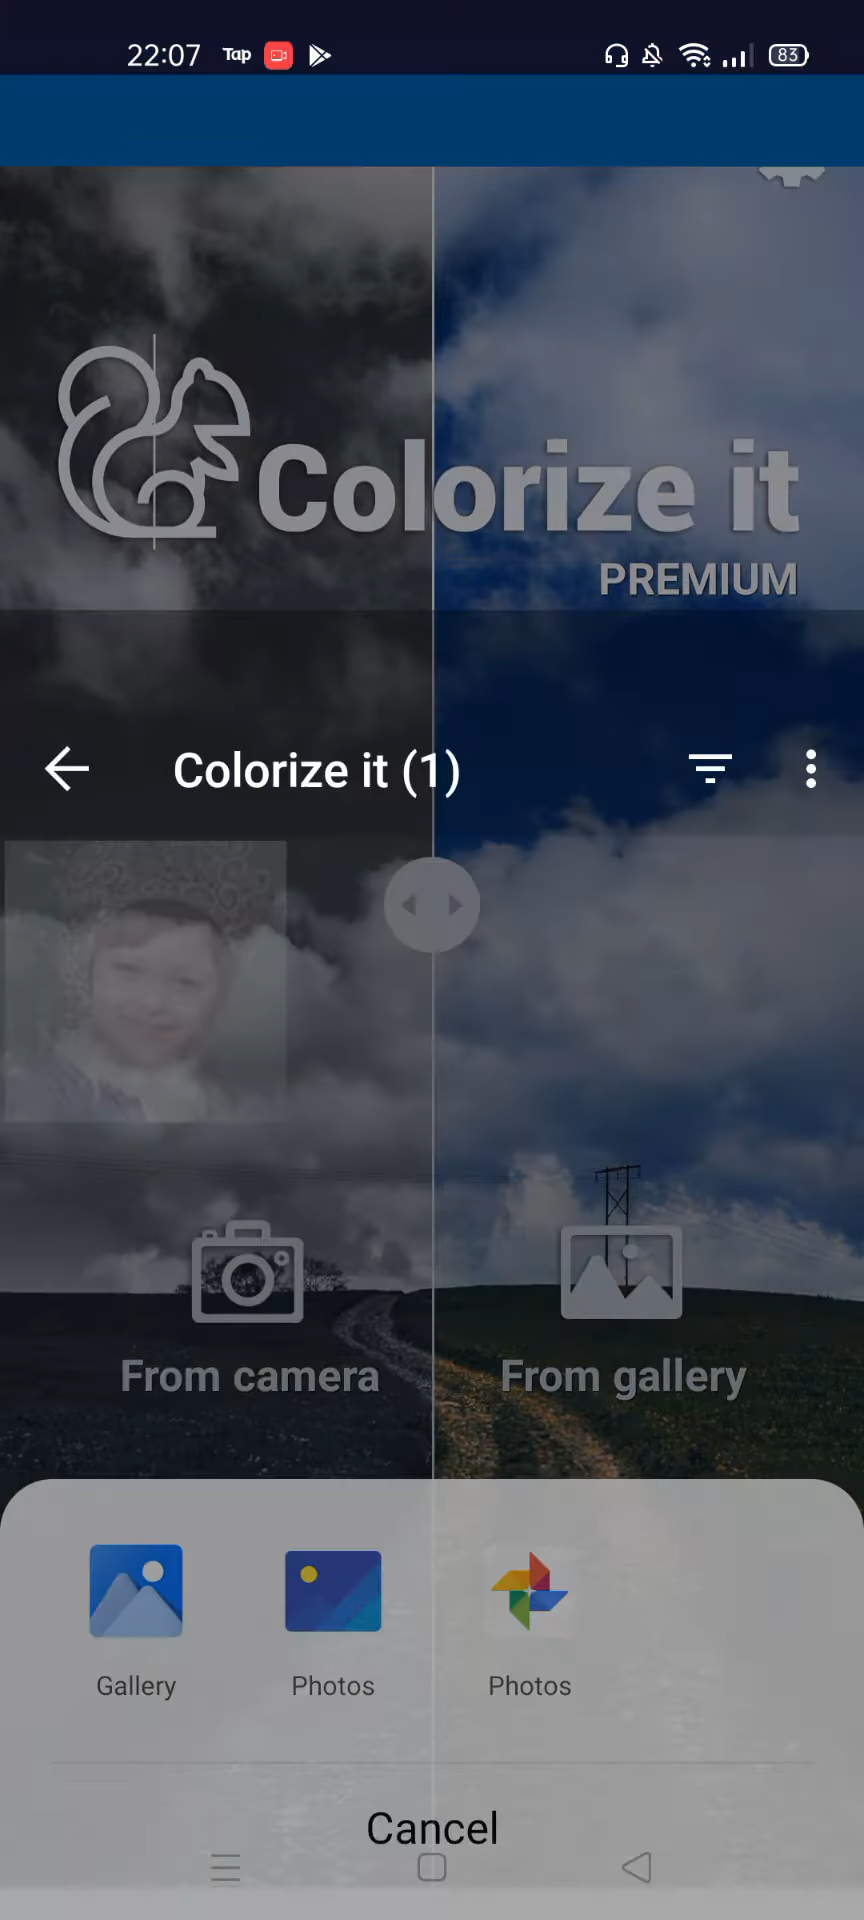 22:07 Tap 83
Colorize it
PREMIUM
Colorize it (1)
From camera From gallery
Gallery Photos Photos
Cancel